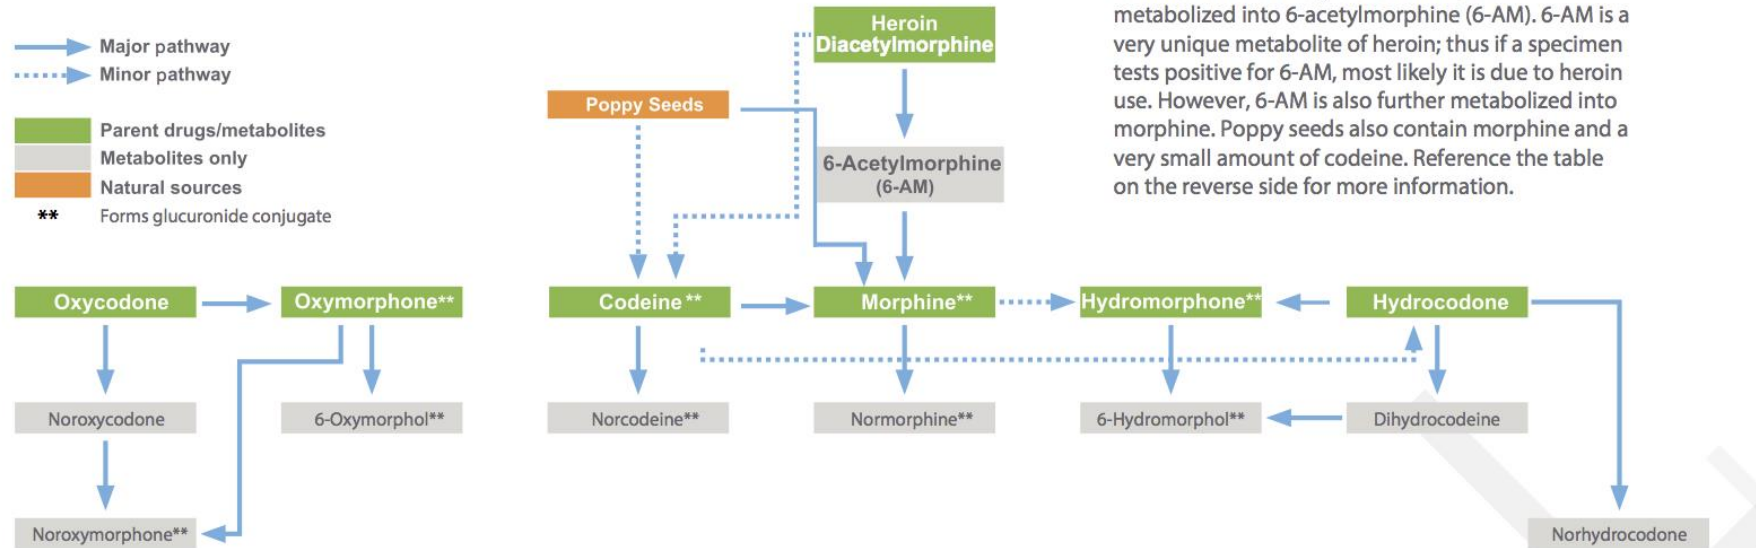 Major pathway
Minor pathway
Parent drugs/metabolites
Metabolites only
Natural sources
** Forms glucuronide conjugate
Heroin
Diacetylmorphine
Poppy Seeds
6-Acetylmorphine
(6-AM)
metabolized into 6-acetylmorphine (6-AM). 6-AM is a
very unique metabolite of heroin; thus if a specimen
tests positive for 6-AM, most likely it is due to heroin
use. However, 6-AM is also further metabolized into
morphine. Poppy seeds also contain morphine and a
very small amount of codeine. Reference the table
on the reverse side for more information.
Oxycodone
Oxymorphone**
Codeine **
Morphine**
Hydromorphone**
Hydrocodone
Noroxycodone
6-Oxymorphol**
Norcodeine**
Normorphine**
6-Hydromorphol**
Dihydrocodeine
Noroxymorphone**
Norhydrocodone